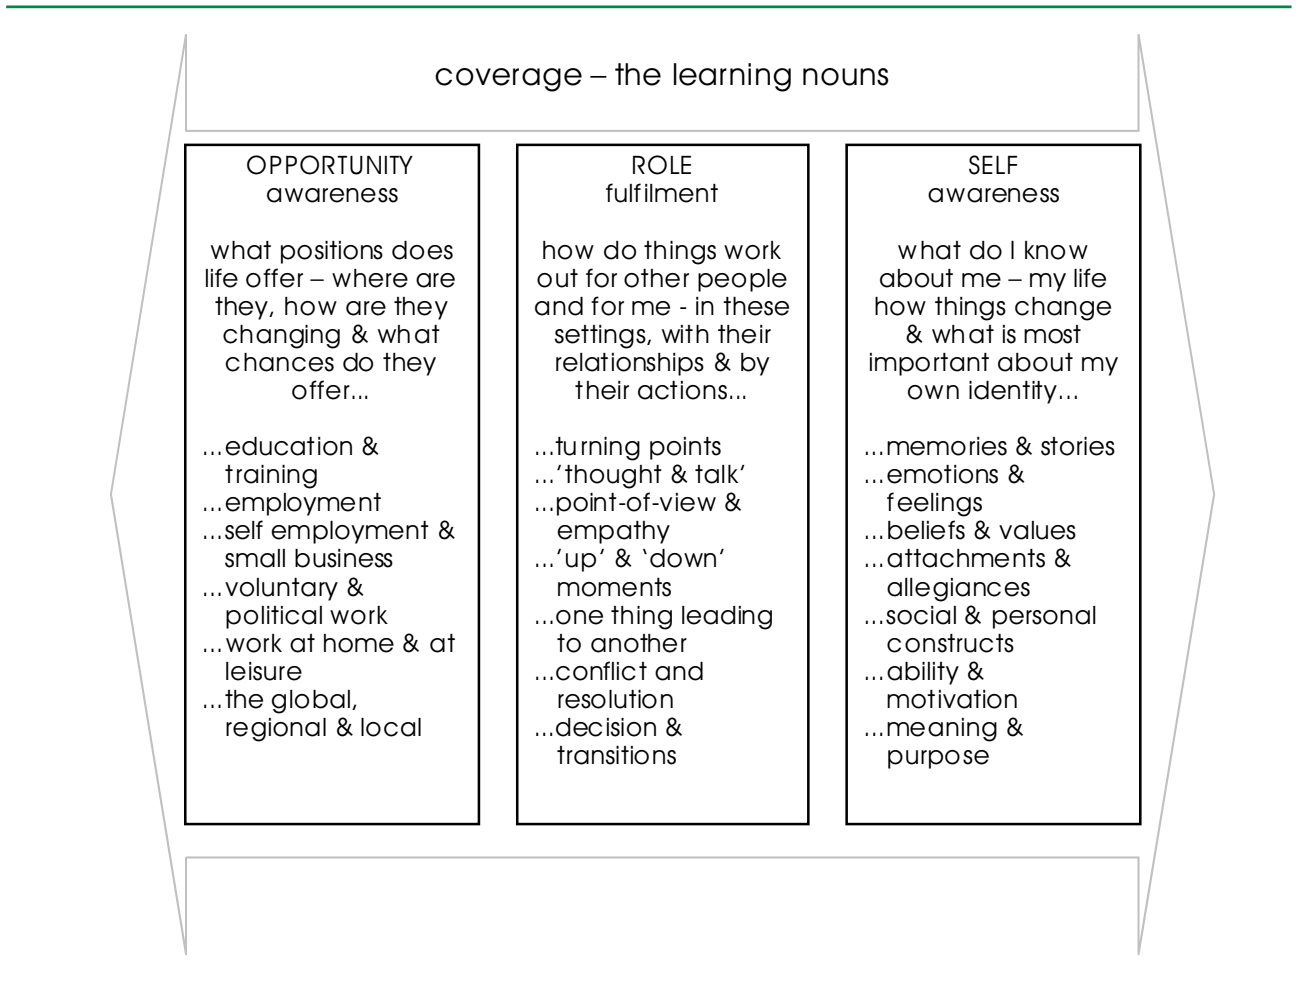 coverage – the learning nouns
OPPORTUNITY
awareness
what positions does
life offer – where are
they, how are they
changing & what
chances do they
offer...
...education &
training
...employment
...self employment &
small business
...voluntary &
political work
...work at home & at
leisure
...the global,
regional & local
ROLE
fulfilment
how do things work
out for other people
and for me - in these
settings, with their
relationships & by
their actions...
...turning points
...’thought & talk’
...point-of-view &
empathy
...’up’ & ‘down’
moments
...one thing leading
to another
...conflict and
resolution
...decision &
transitions
SELF
awareness
what do I know
about me – my life
how things change
& what is most
important about my
own identity...
...memories & stories
...emotions &
feelings
...beliefs & values
...attachments &
allegiances
...social & personal
constructs
...ability &
motivation
...meaning &
purpose